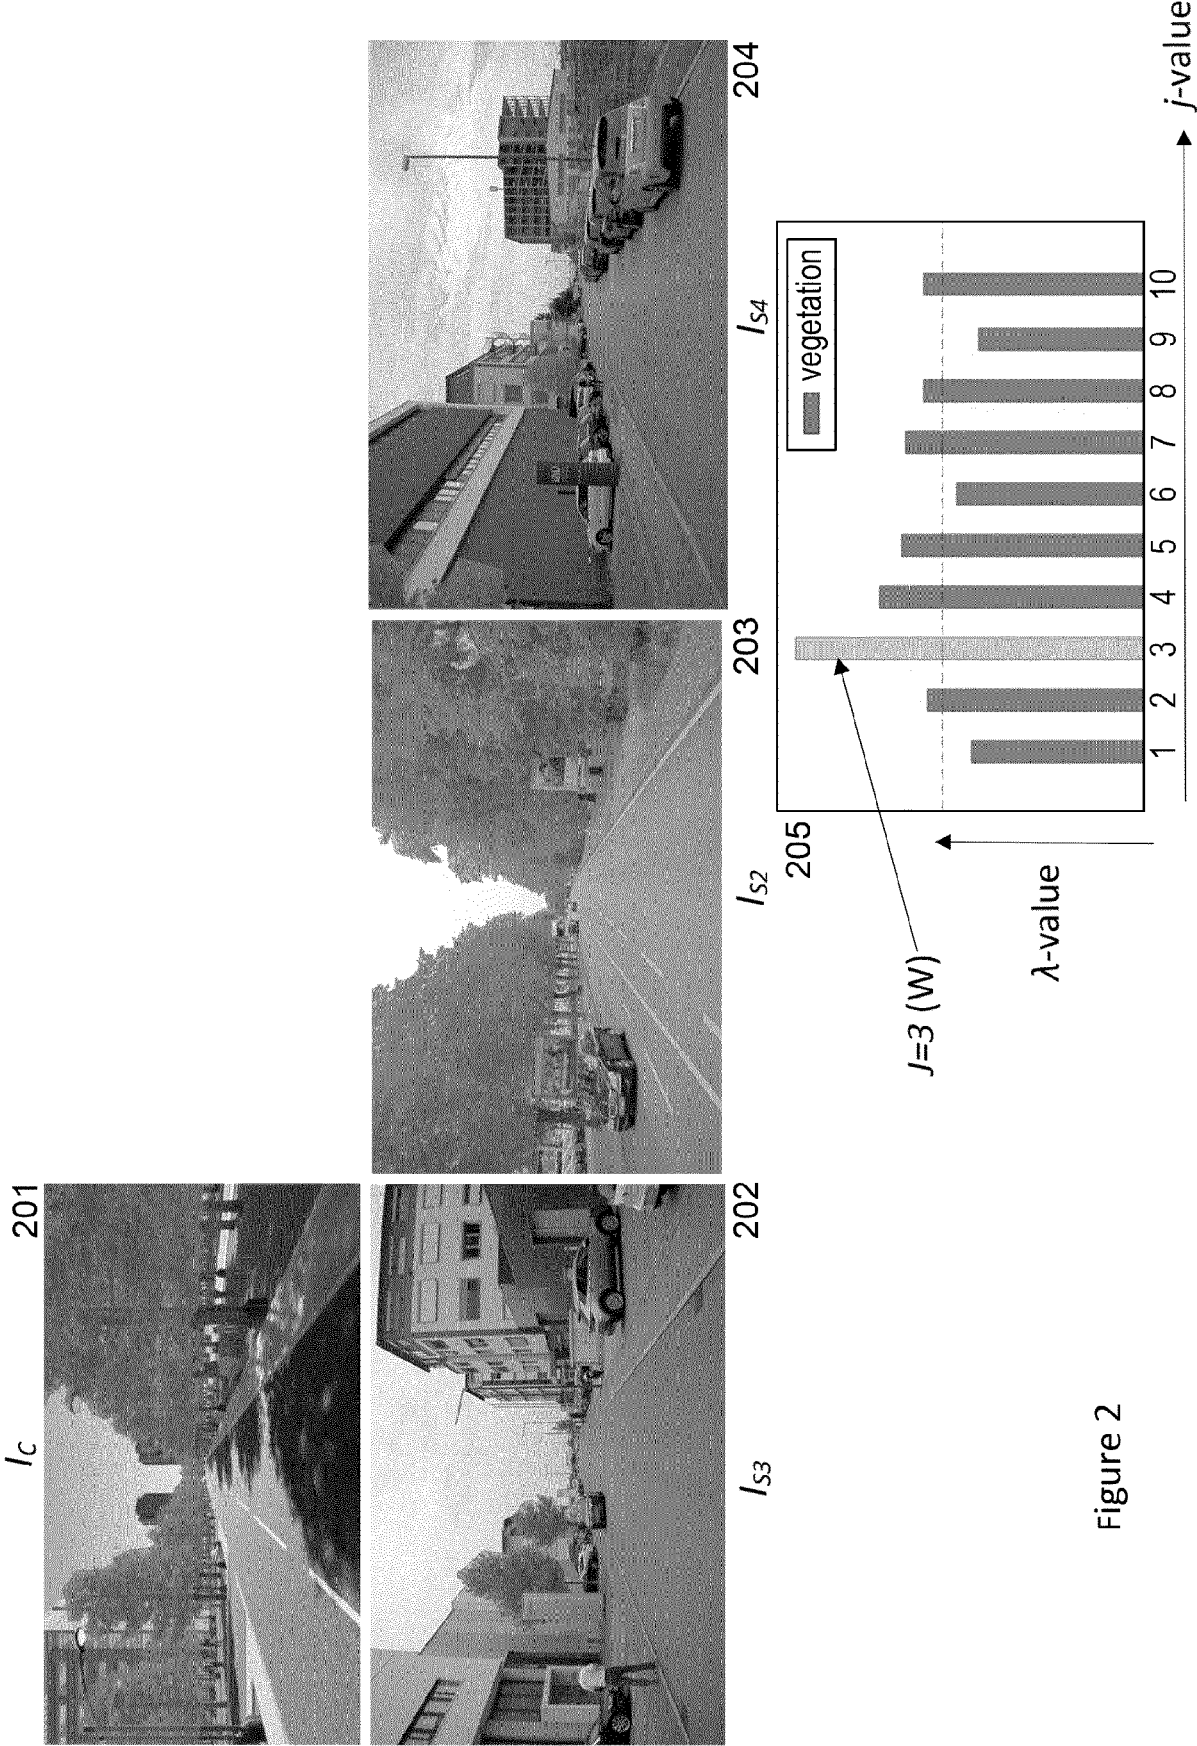 I_C
201
202
203
204
I_S3
I_S2
I_S4
205
vegetation
J=3 (W)
λ-value
1 2 3 4 5 6 7 8 9 10
j-value
Figure 2